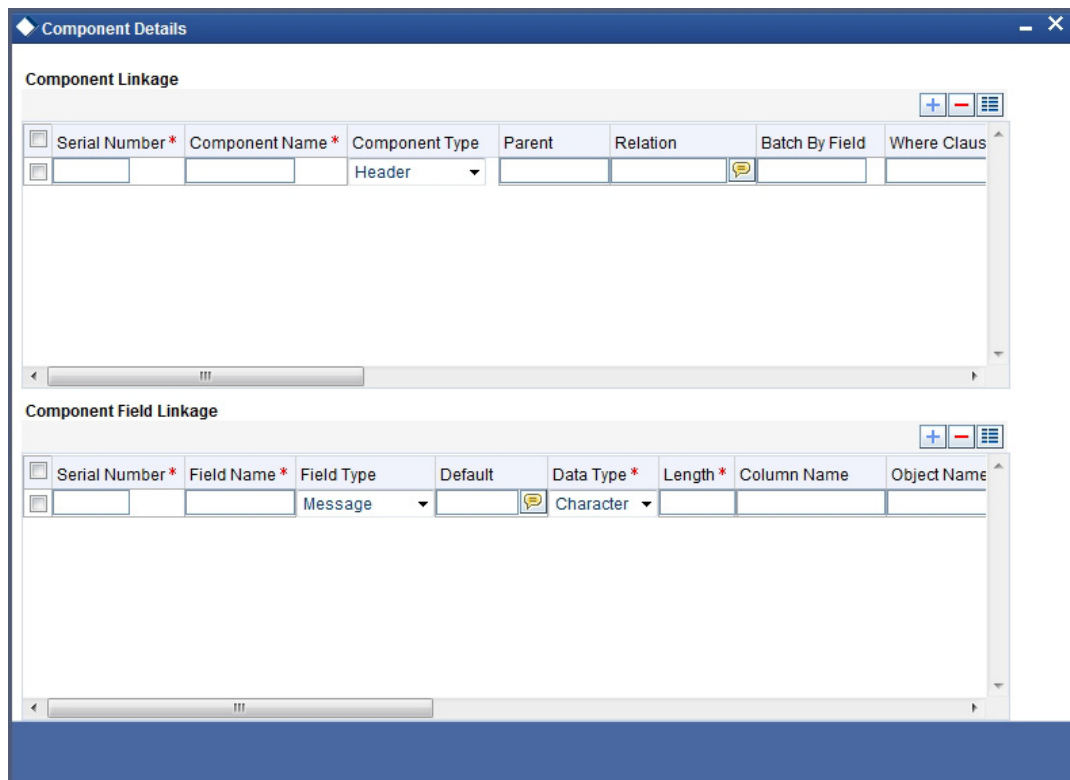 Component Details
Component Linkage
Serial Number * Component Name * Component Type Parent Relation Batch By Field Where Claus
Header
Component Field Linkage
Serial Number * Field Name * Field Type Default Data Type * Length * Column Name Object Name
Message Character